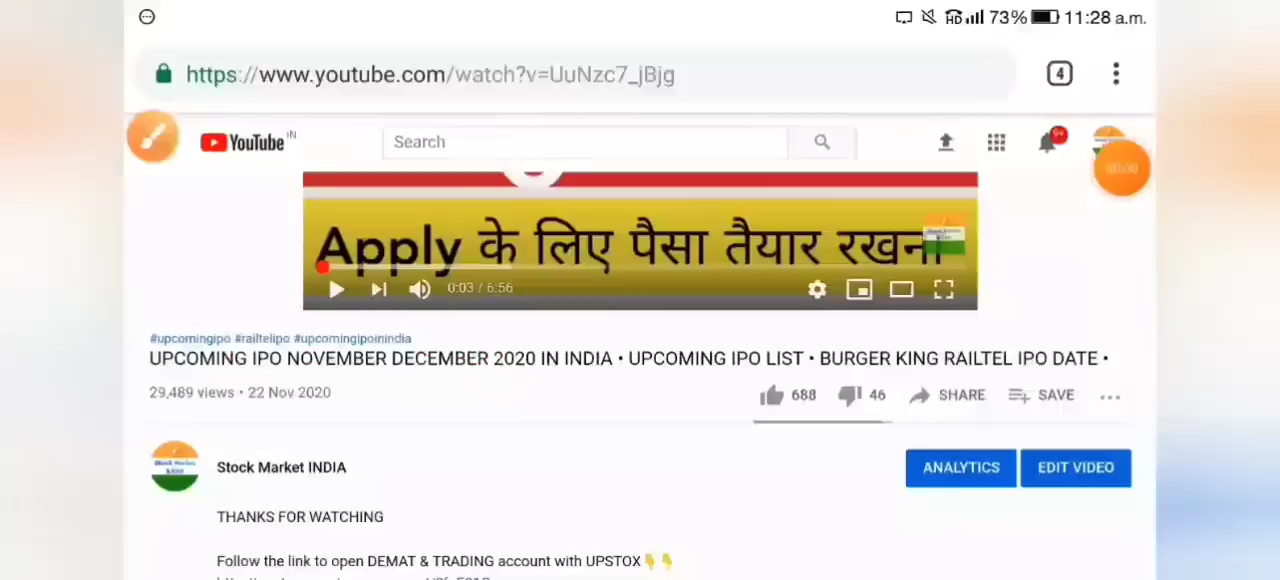 73% 11:28 a.m.
https://www.youtube.com/watch?v=UuNzc7_jBjg
4
YouTube IN
Search
9+
00:00
Apply के लिए पैसा तैयार रखना
0:03 / 6:56
#upcomingipo #railtelipo #upcomingipoinindia
UPCOMING IPO NOVEMBER DECEMBER 2020 IN INDIA • UPCOMING IPO LIST • BURGER KING RAILTEL IPO DATE •
29,489 views • 22 Nov 2020
688
46
SHARE
SAVE
Stock Market INDIA
ANALYTICS
EDIT VIDEO
THANKS FOR WATCHING
Follow the link to open DEMAT & TRADING account with UPSTOX👇👇